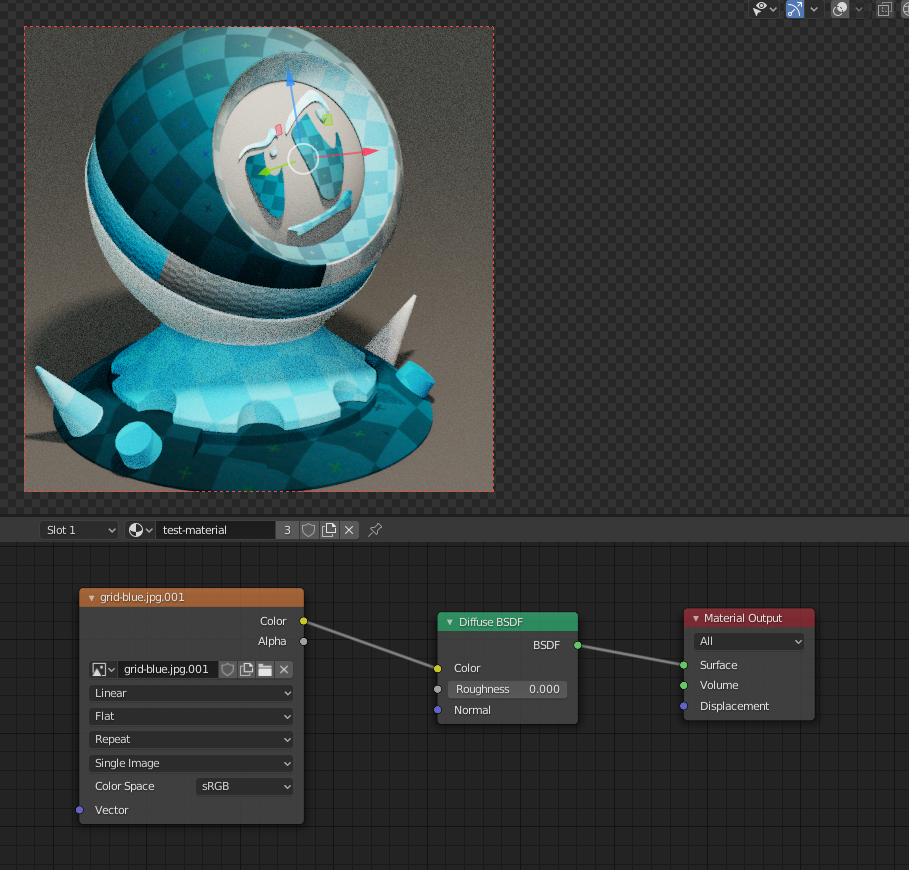 Slot 1
test-material
3
grid-blue.jpg.001
Color
Alpha
grid-blue.jpg.001
Linear
Flat
Repeat
Single Image
Color Space
sRGB
Vector
Diffuse BSDF
BSDF
Color
Roughness 0.000
Normal
Material Output
All
Surface
Volume
Displacement